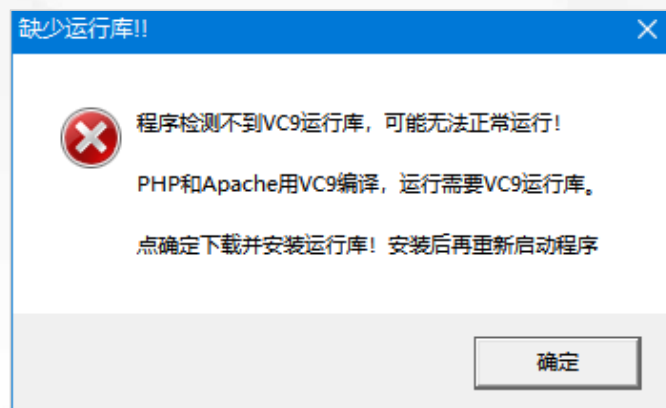 缺少运行库!!
程序检测不到VC9运行库，可能无法正常运行！
PHP和Apache用VC9编译，运行需要VC9运行库。
点确定下载并安装运行库！安装后再重新启动程序
确定